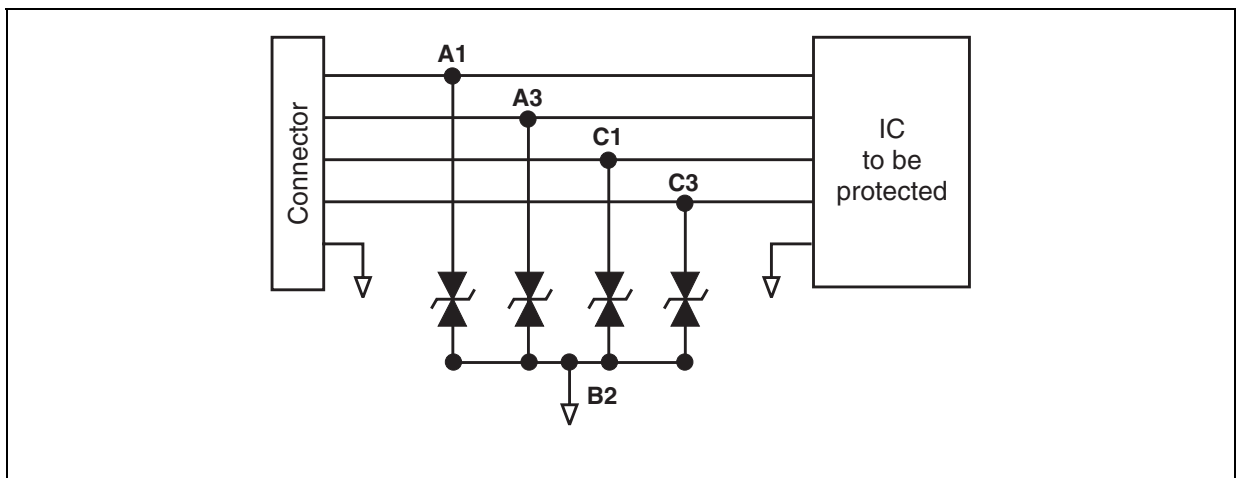 A1
A3
C1
C3
Connector
IC
to be
protected
B2